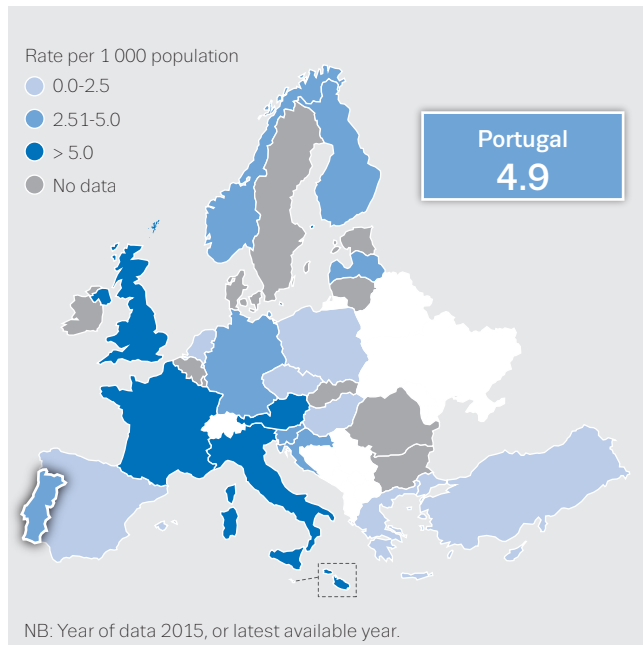 Rate per 1 000 population
0.0-2.5
2.51-5.0
> 5.0
No data
Portugal
4.9
NB: Year of data 2015, or latest available year.